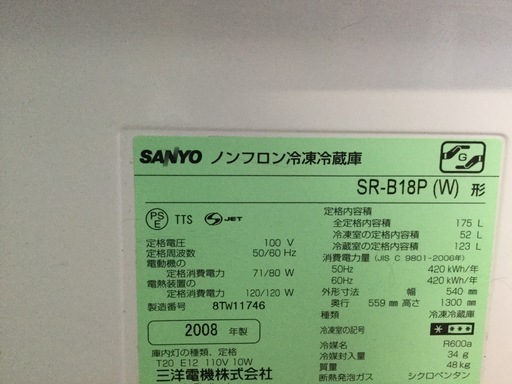 SANYO ノンフロン冷凍冷蔵庫
G
SR-B18P (W) 形
PS E TTS S JET
定格電圧 100 V
定格周波数 50/60 Hz
電動機の
定格消費電力 71/80 W
電熱装置の
定格消費電力 120/120 W
製造番号 8TW11746
2008 年製
庫内灯の種類、定格
T20 E12 110V 10W
三洋電機株式会社
定格内容積
全定格内容積 175 L
冷凍室の定格内容積 52 L
冷蔵室の定格内容積 123 L
消費電力量 (JIS C 9801-2006年)
50Hz 420 kWh/年
60Hz 420 kWh/年
外形寸法 幅 540 mm
奥行 559 mm 高さ 1300 mm
種類 冷凍冷蔵庫
冷凍室の記号
冷媒名 R600a
冷媒封入量 34 g
質量 48 kg
断熱発泡ガス シクロペンタン